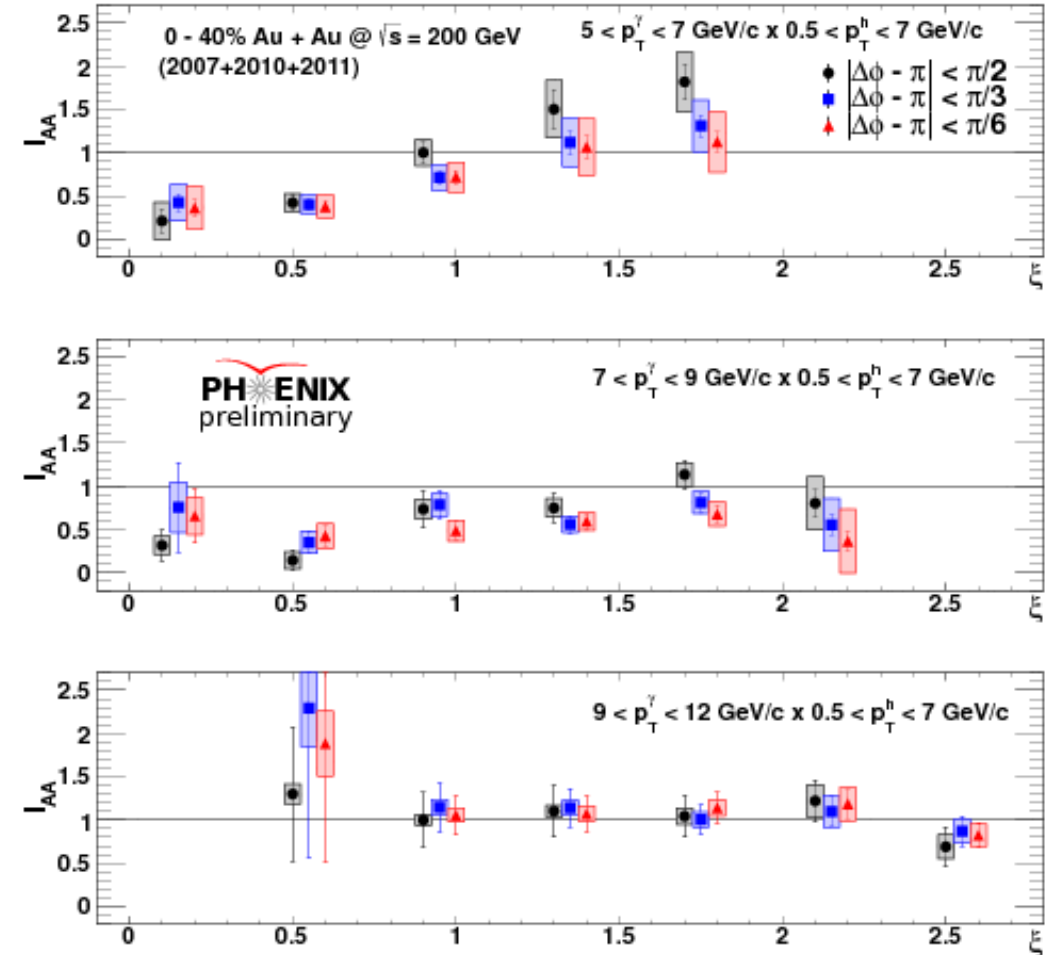 0 - 40% Au + Au @ √s = 200 GeV
(2007+2010+2011)
5 < p_T^γ < 7 GeV/c x 0.5 < p_T^h < 7 GeV/c
|Δϕ - π| < π/2
|Δϕ - π| < π/3
|Δϕ - π| < π/6
I_AA
2.5
2
1.5
1
0.5
0
0 0.5 1 1.5 2 2.5 ξ
PHENIX
preliminary
7 < p_T^γ < 9 GeV/c x 0.5 < p_T^h < 7 GeV/c
I_AA
2.5
2
1.5
1
0.5
0
0 0.5 1 1.5 2 2.5 ξ
9 < p_T^γ < 12 GeV/c x 0.5 < p_T^h < 7 GeV/c
I_AA
2.5
2
1.5
1
0.5
0
0 0.5 1 1.5 2 2.5 ξ